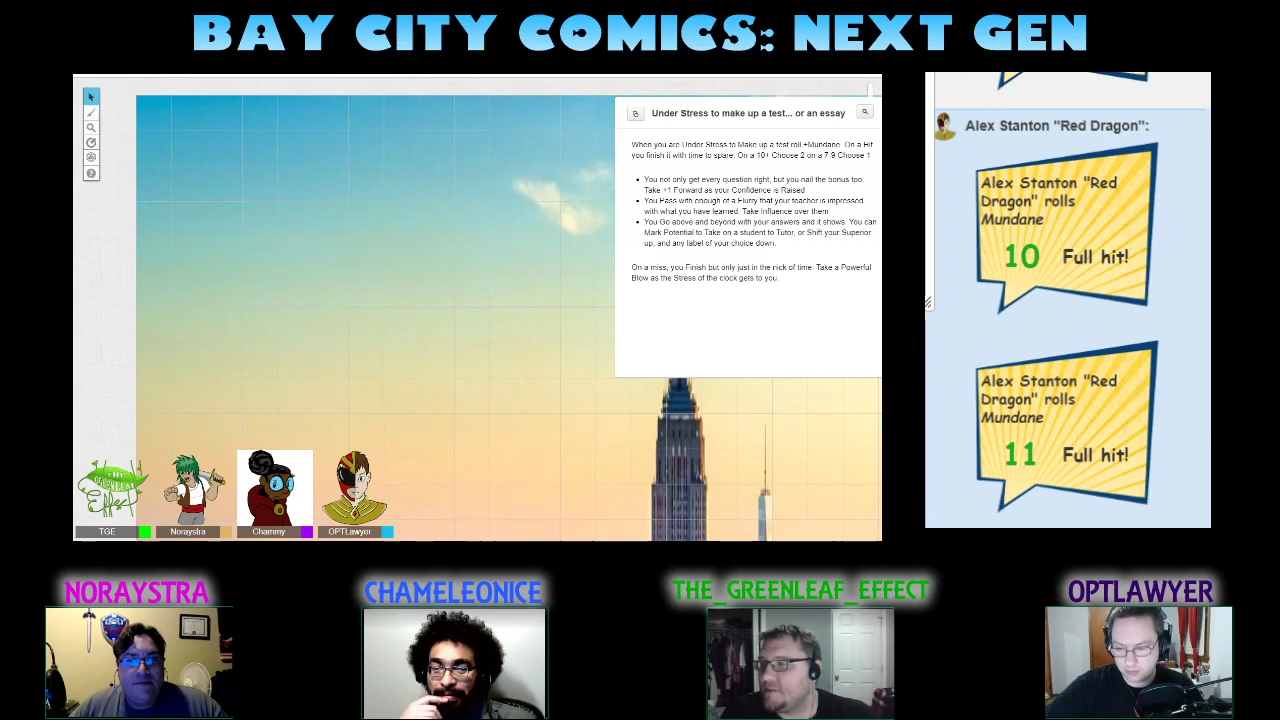 BAY CITY COMICS: NEXT GEN
Under Stress to make up a test... or an essay
When you are Under Stress to Make up a test roll +Mundane. On a Hit
you finish it with time to spare. On a 10+ Choose 2 on a 7-9 Choose 1
You not only get every question right, but you nail the bonus too.
Take +1 Forward as your Confidence is Raised
You Pass with enough of a Flurry that your teacher is impressed
with what you have learned. Take Influence over them
You Go above and beyond with your answers and it shows. You can
Mark Potential to Take on a student to Tutor, or Shift your Superior
up, and any label of your choice down.
On a miss, you Finish but only just in the nick of time. Take a Powerful
Blow as the Stress of the clock gets to you.
Alex Stanton "Red Dragon":
Alex Stanton "Red
Dragon" rolls
Mundane
10 Full hit!
Alex Stanton "Red
Dragon" rolls
Mundane
11 Full hit!
THE
GREENLEAF
Effect
TGE
Noraystra
Chammy
OPTLawyer
NORAYSTRA
CHAMELEONICE
THE_GREENLEAF_EFFECT
OPTLAWYER